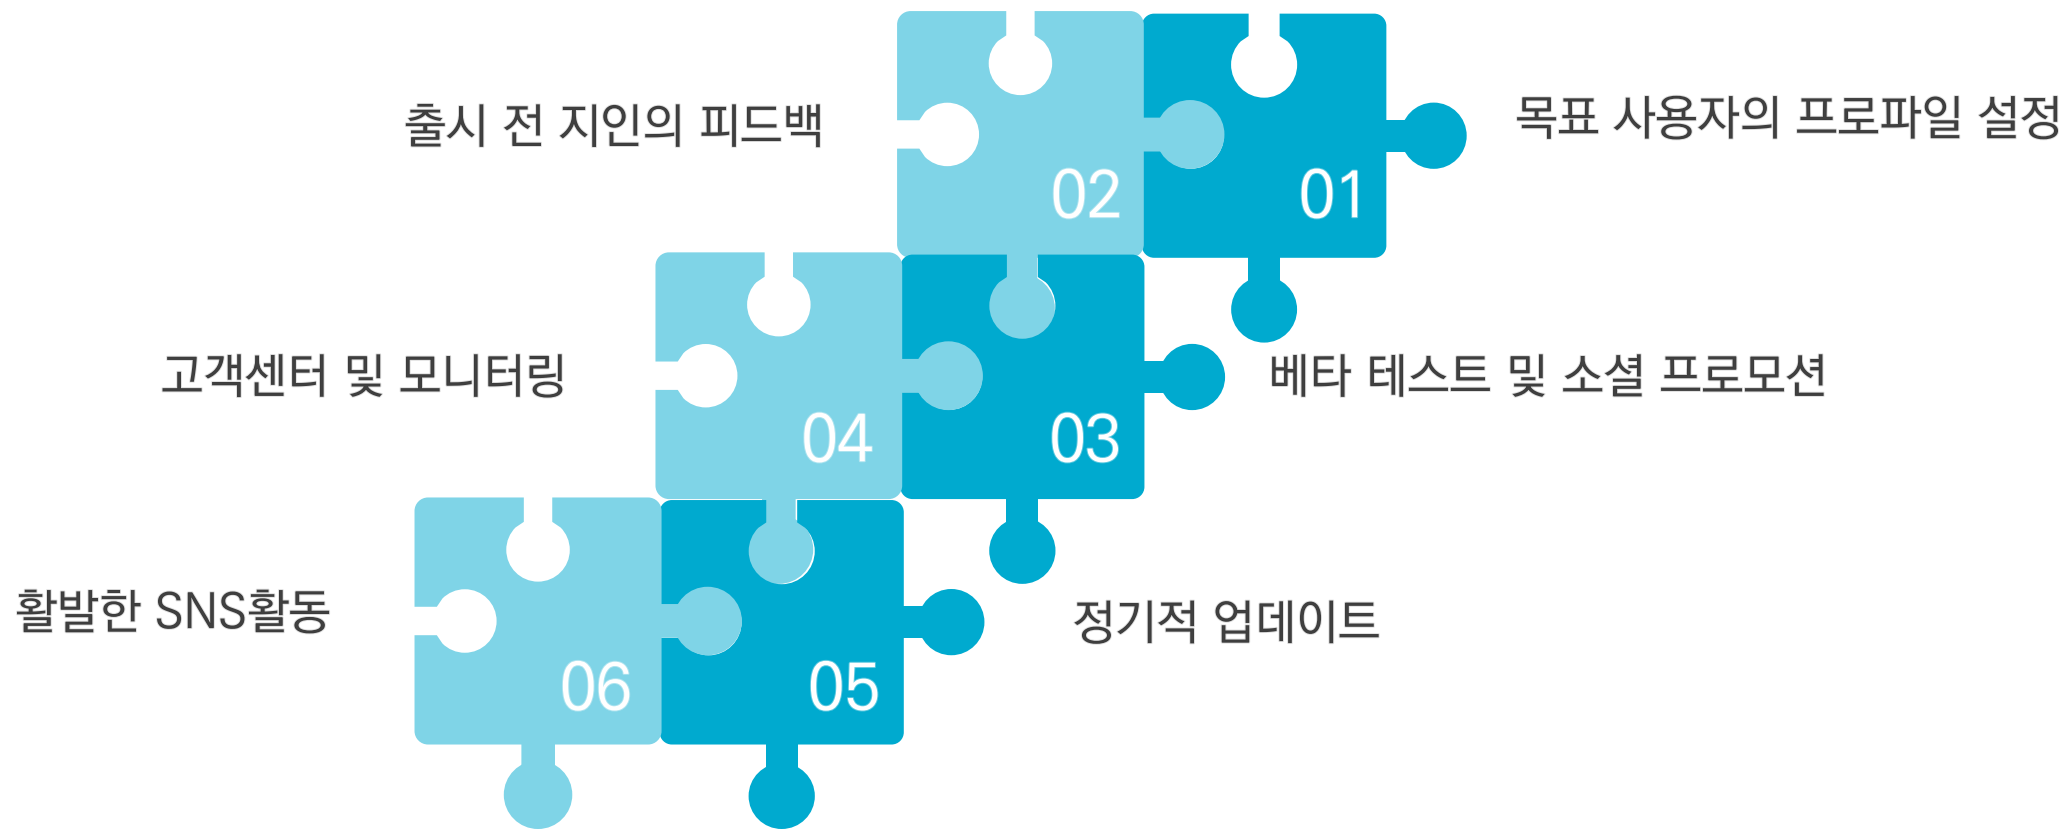 출시 전 지인의 피드백
02
01
목표 사용자의 프로파일 설정
고객센터 및 모니터링
04
03
베타 테스트 및 소셜 프로모션
활발한 SNS활동
06
05
정기적 업데이트